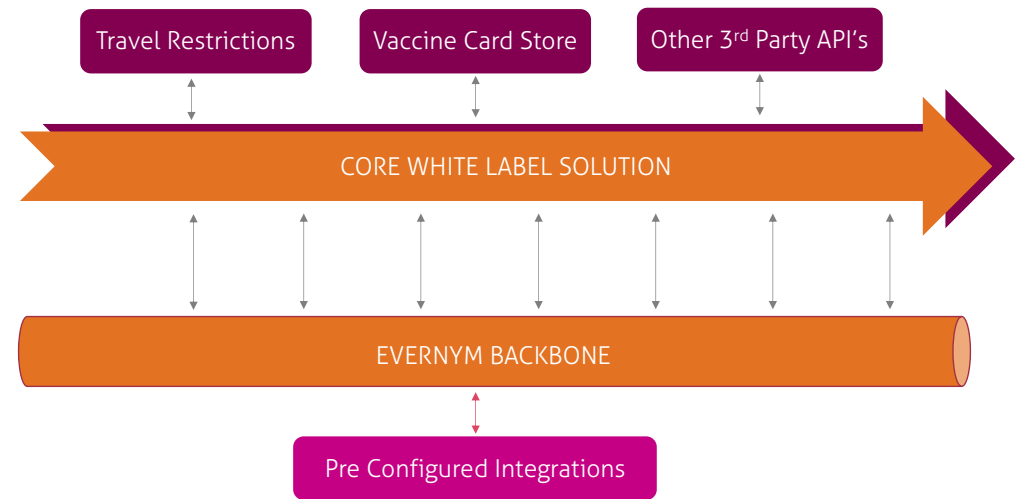 Travel Restrictions
Vaccine Card Store
Other 3rd Party API's
CORE WHITE LABEL SOLUTION
EVERNYM BACKBONE
Pre Configured Integrations